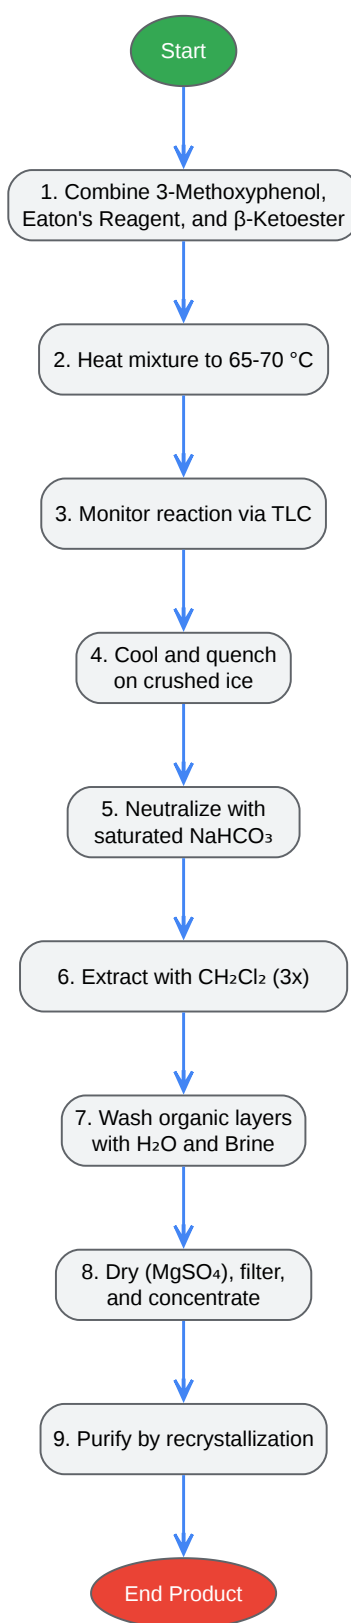 Start
1. Combine 3-Methoxyphenol,
Eaton's Reagent, and β-Ketoester
2. Heat mixture to 65-70 °C
3. Monitor reaction via TLC
4. Cool and quench
on crushed ice
5. Neutralize with
saturated NaHCO₃
6. Extract with CH₂Cl₂ (3x)
7. Wash organic layers
with H₂O and Brine
8. Dry (MgSO₄), filter,
and concentrate
9. Purify by recrystallization
End Product